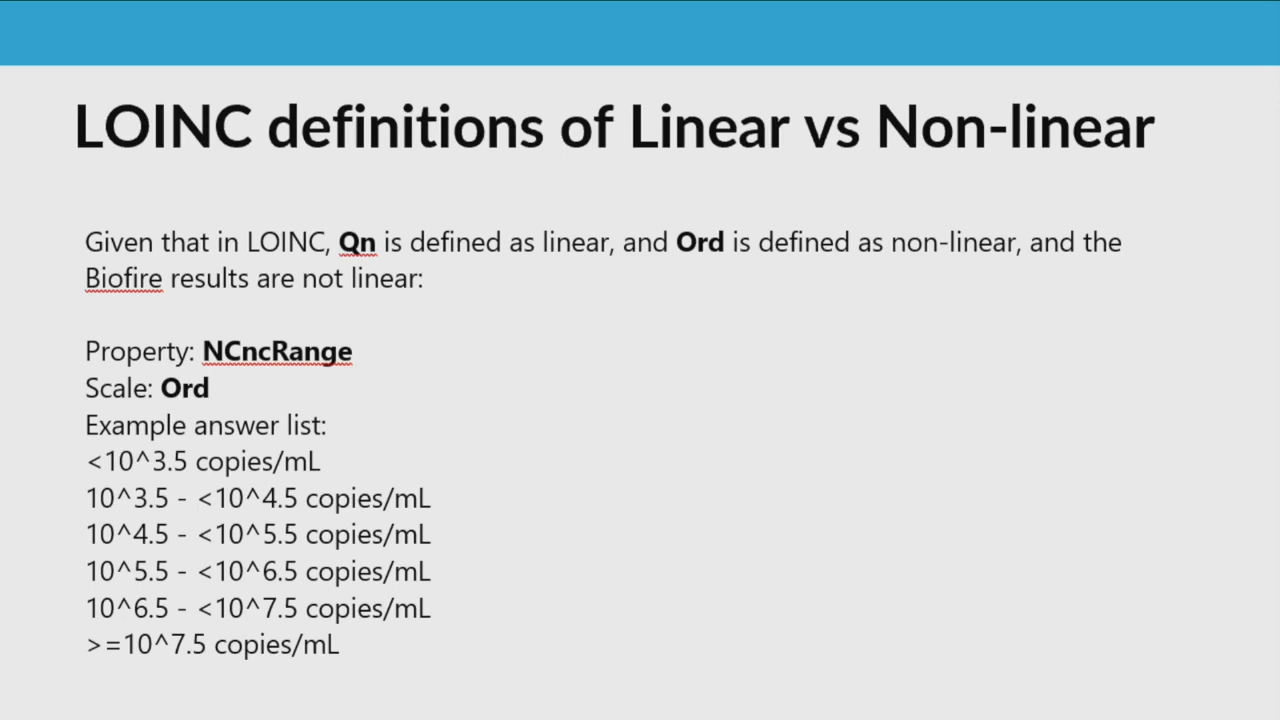 LOINC definitions of Linear vs Non-linear
Given that in LOINC, Qn is defined as linear, and Ord is defined as non-linear, and the
Biofire results are not linear:
Property: NCncRange
Scale: Ord
Example answer list:
<10^3.5 copies/mL
10^3.5 - <10^4.5 copies/mL
10^4.5 - <10^5.5 copies/mL
10^5.5 - <10^6.5 copies/mL
10^6.5 - <10^7.5 copies/mL
>=10^7.5 copies/mL